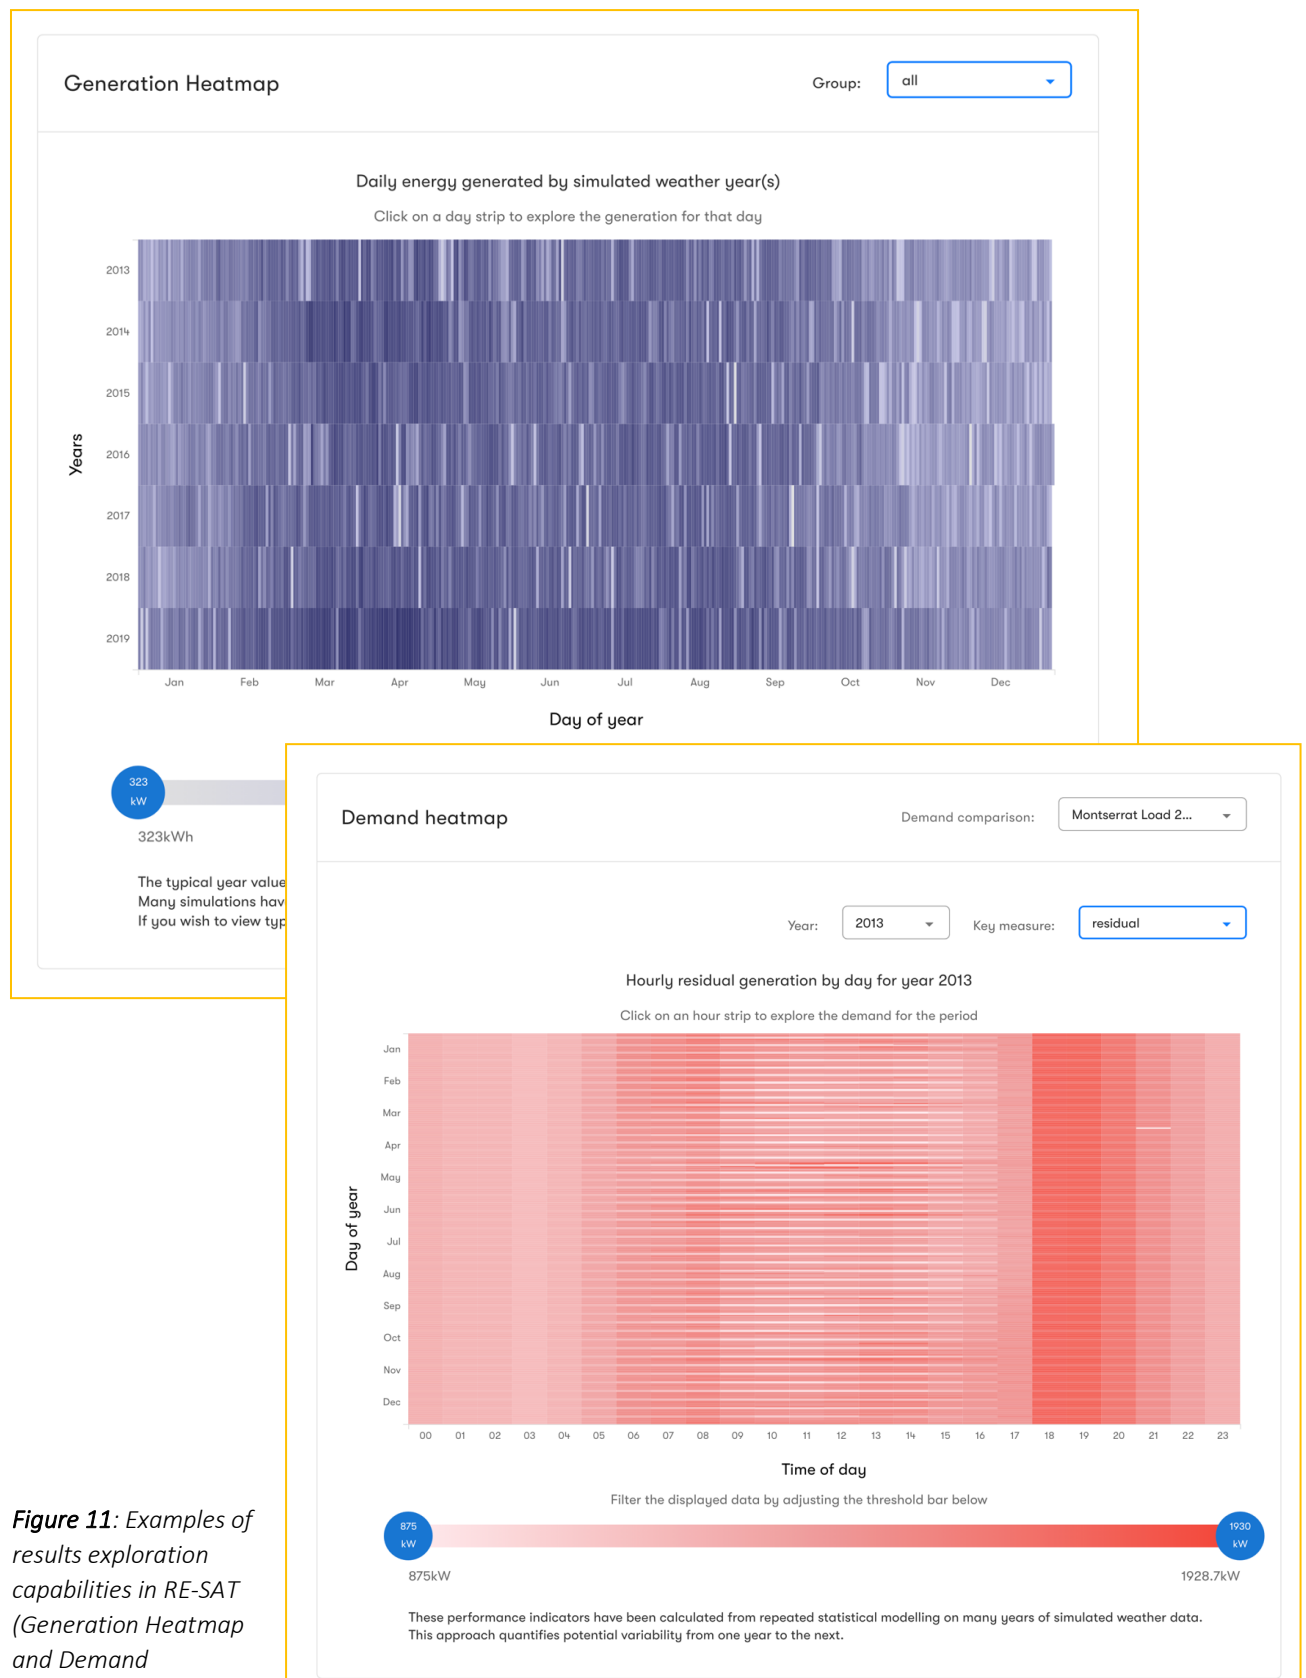 Generation Heatmap
Group:
all
Daily energy generated by simulated weather year(s)
Click on a day strip to explore the generation for that day
2013
2014
2015
2016
2017
2018
2019
Years
Jan Feb Mar Apr May Jun Jul Aug Sep Oct Nov Dec
Day of year
323
kW
323kWh
The typical year value
Many simulations hav
If you wish to view typ
Demand heatmap
Demand comparison:
Montserrat Load 2...
Year:
2013
Key measure:
residual
Hourly residual generation by day for year 2013
Click on an hour strip to explore the demand for the period
Jan
Feb
Mar
Apr
May
Jun
Jul
Aug
Sep
Oct
Nov
Dec
Day of year
00 01 02 03 04 05 06 07 08 09 10 11 12 13 14 15 16 17 18 19 20 21 22 23
Time of day
Filter the displayed data by adjusting the threshold bar below
875
kW
1930
kW
875kW
1928.7kW
These performance indicators have been calculated from repeated statistical modelling on many years of simulated weather data.
This approach quantifies potential variability from one year to the next.
Figure 11: Examples of
results exploration
capabilities in RE-SAT
(Generation Heatmap
and Demand